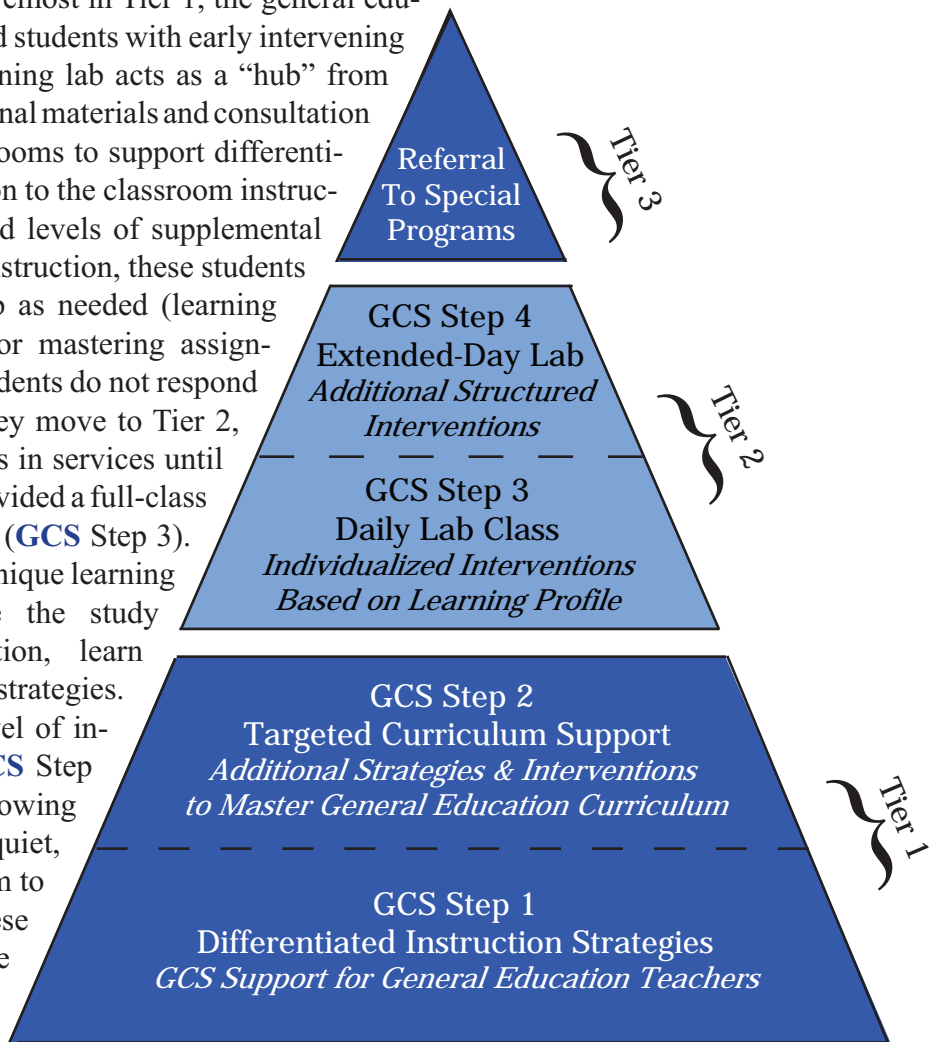 emost in Tier 1, the general edu-
d students with early intervening
ning lab acts as a “hub” from
nal materials and consultation
ooms to support differenti-
on to the classroom instruc-
d levels of supplemental
struction, these students
as needed (learning
or mastering assign-
dents do not respond
ey move to Tier 2,
s in services until
vided a full-class
(GCS Step 3).
nique learning
the study
tion, learn
strategies.
vel of in-
CS Step
owing
quiet,
m to
ese
e
Referral
To Special
Programs
Tier 3
GCS Step 4
Extended-Day Lab
Additional Structured
Interventions
GCS Step 3
Daily Lab Class
Individualized Interventions
Based on Learning Profile
Tier 2
GCS Step 2
Targeted Curriculum Support
Additional Strategies & Interventions
to Master General Education Curriculum
GCS Step 1
Differentiated Instruction Strategies
GCS Support for General Education Teachers
Tier 1